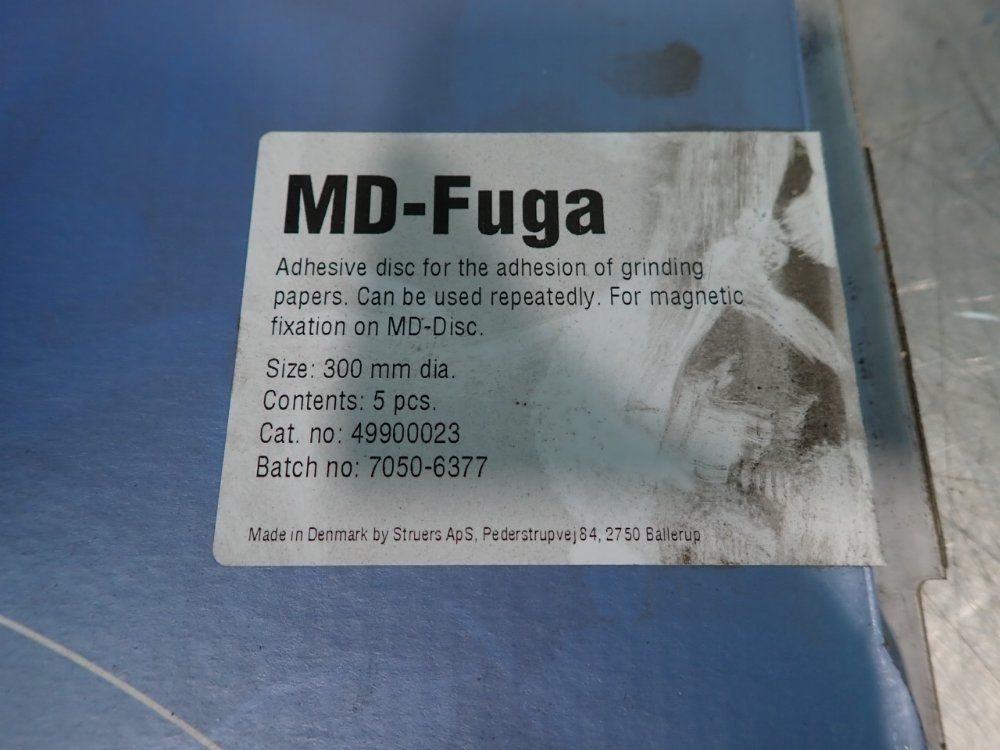 MD-Fuga
Adhesive disc for the adhesion of grinding
papers. Can be used repeatedly. For magnetic
fixation on MD-Disc.
Size: 300 mm dia.
Contents: 5 pcs.
Cat. no: 49900023
Batch no: 7050-6377
Made in Denmark by Struers ApS, Pederstrupvej 84, 2750 Ballerup